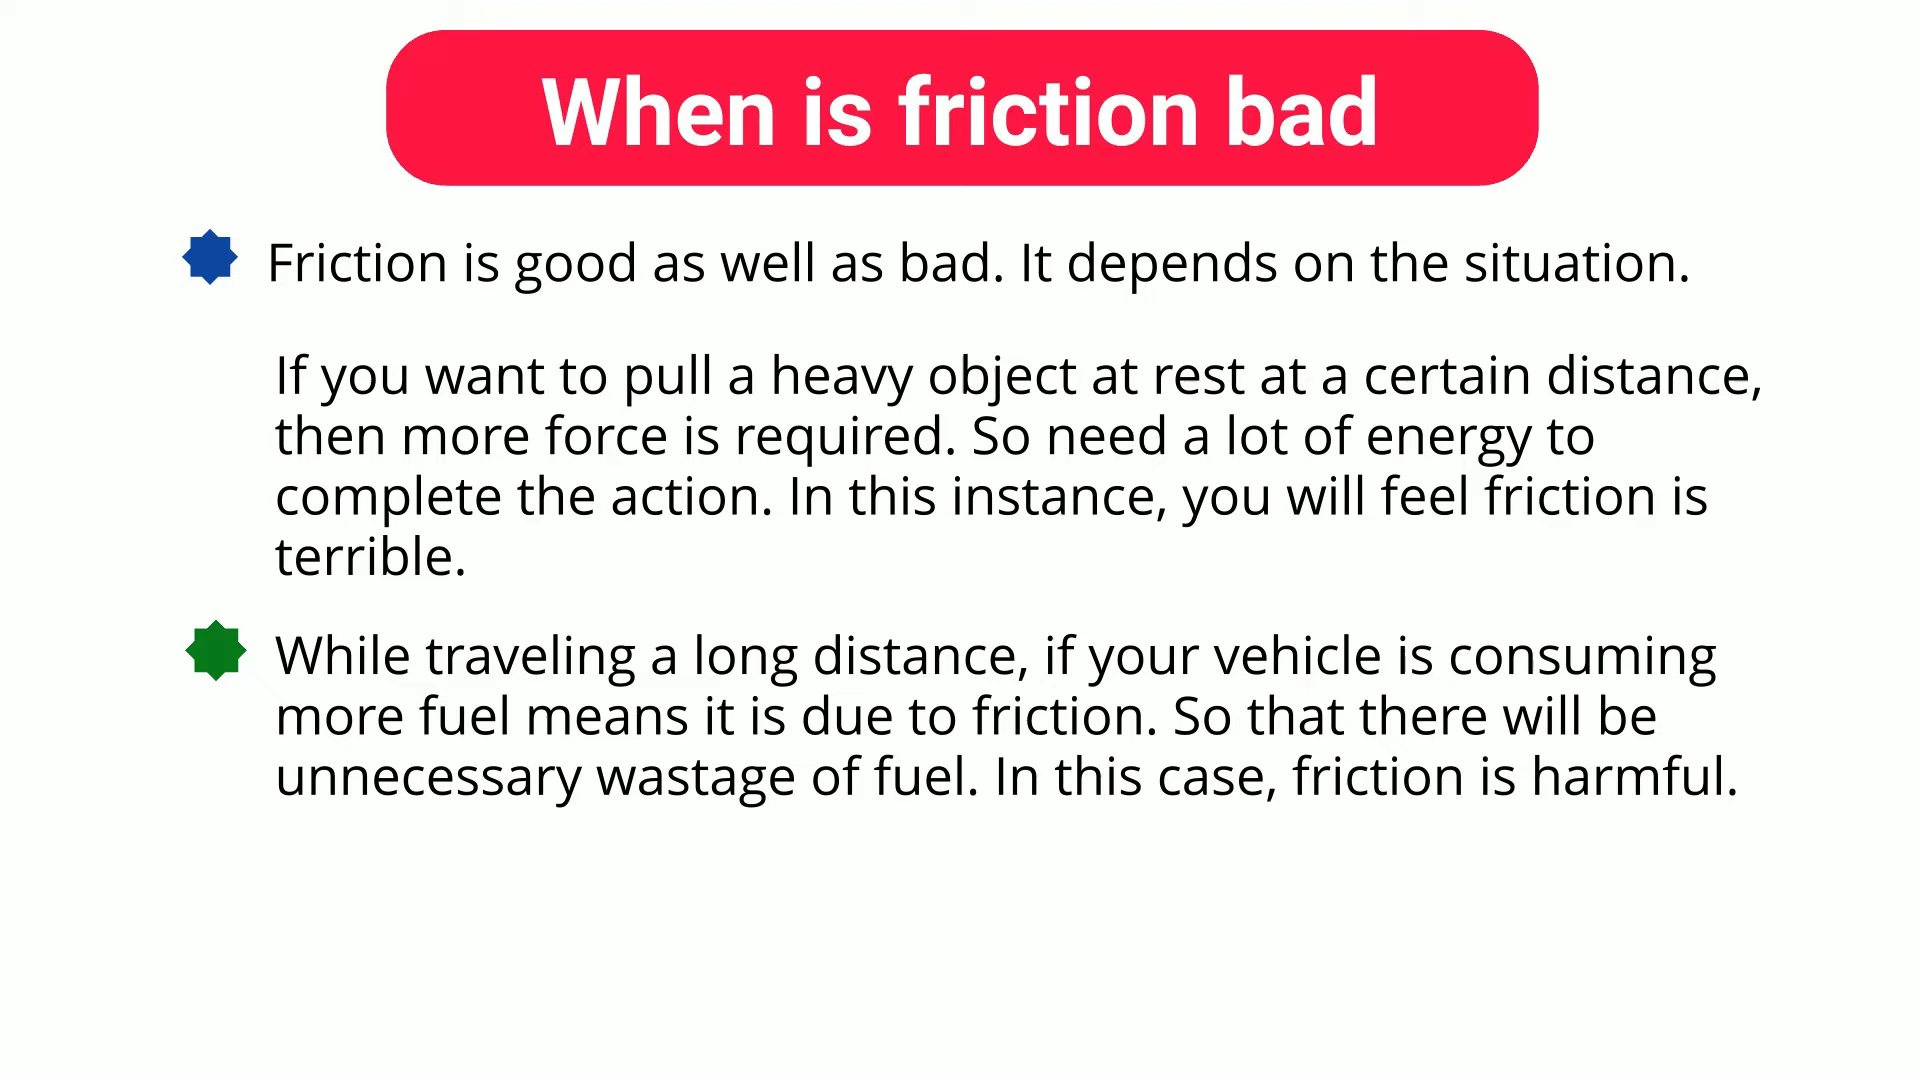 When is friction bad
Friction is good as well as bad. It depends on the situation.
If you want to pull a heavy object at rest at a certain distance,
then more force is required. So need a lot of energy to
complete the action. In this instance, you will feel friction is
terrible.
While traveling a long distance, if your vehicle is consuming
more fuel means it is due to friction. So that there will be
unnecessary wastage of fuel. In this case, friction is harmful.